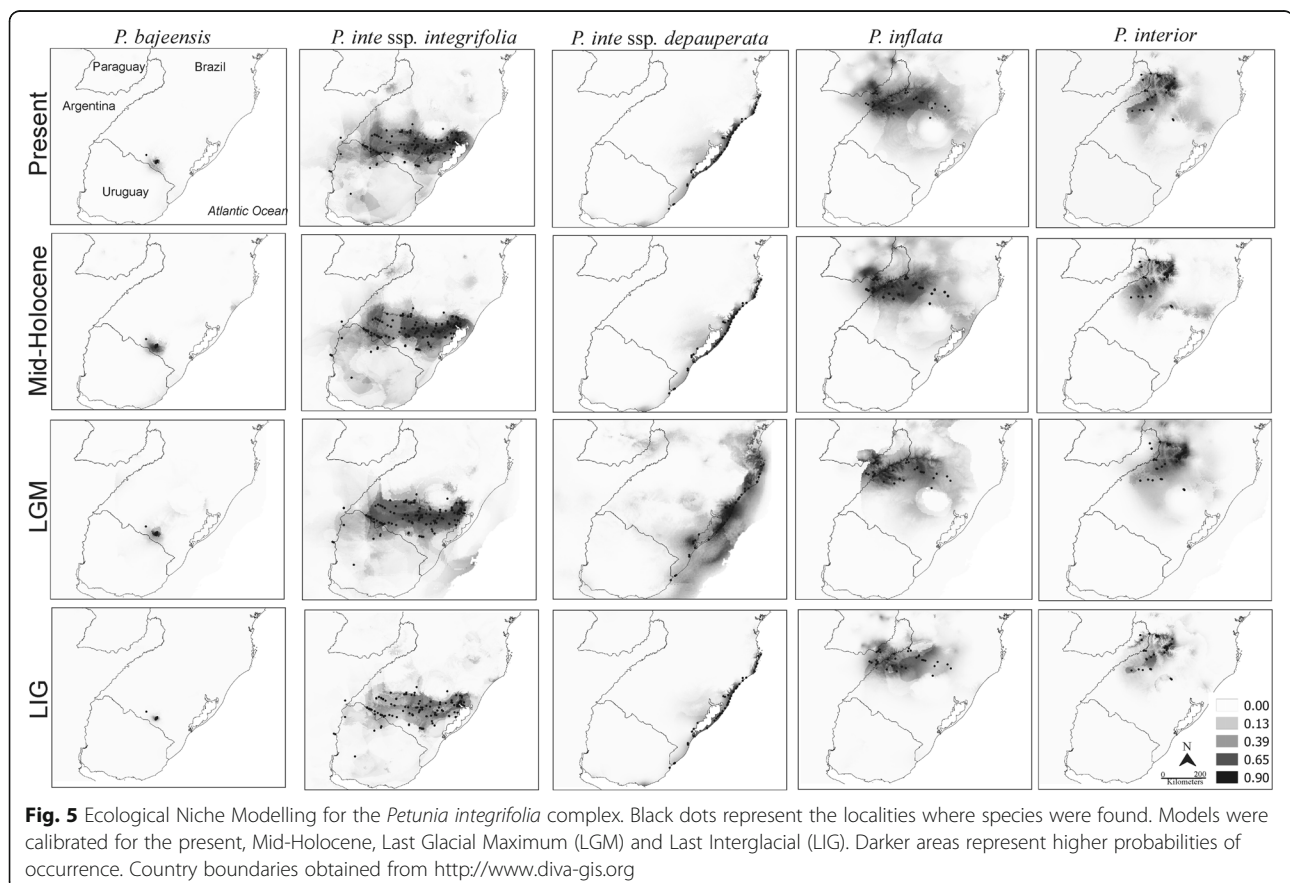 P. bajeensis
P. inte ssp. integrifolia
P. inte ssp. depauperata
P. inflata
P. interior
Present
Paraguay
Brazil
Argentina
Uruguay
Atlantic Ocean
Mid-Holocene
LGM
LIG
0.00
0.13
0.39
0.65
0.90
N
0 200
Kilometers
Fig. 5 Ecological Niche Modelling for the Petunia integrifolia complex. Black dots represent the localities where species were found. Models were
calibrated for the present, Mid-Holocene, Last Glacial Maximum (LGM) and Last Interglacial (LIG). Darker areas represent higher probabilities of
occurrence. Country boundaries obtained from http://www.diva-gis.org